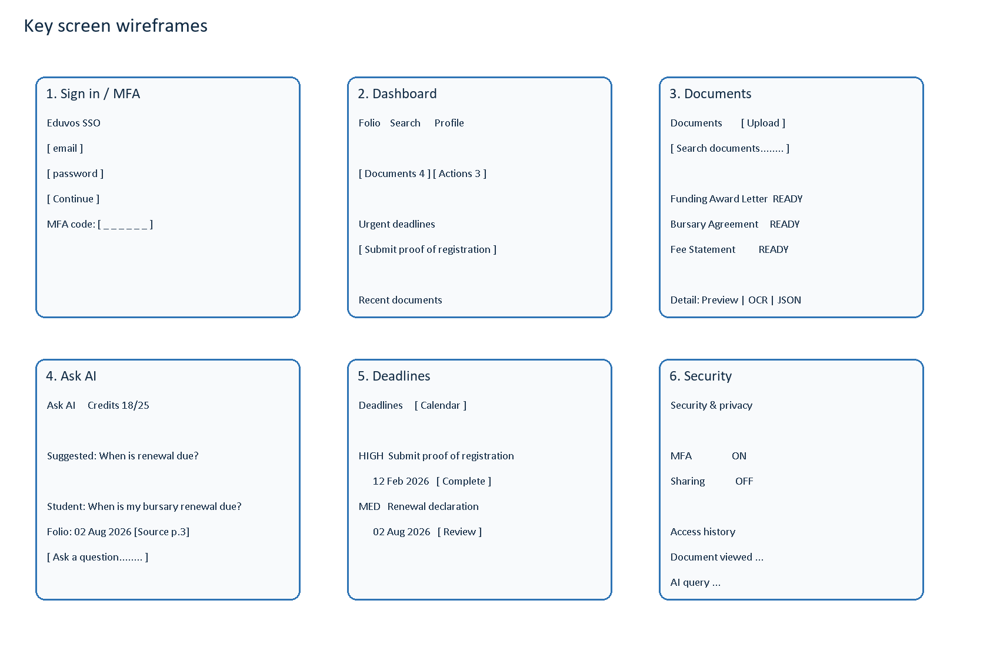 Key screen wireframes
1. Sign in / MFA
Eduvos SSO
[ email ]
[ password ]
[ Continue ]
MFA code: [ _ _ _ _ _ _ ]
2. Dashboard
Folio Search Profile
[ Documents 4 ] [ Actions 3 ]
Urgent deadlines
[ Submit proof of registration ]
Recent documents
3. Documents
Documents [ Upload ]
[ Search documents........ ]
Funding Award Letter READY
Bursary Agreement READY
Fee Statement READY
Detail: Preview | OCR | JSON
4. Ask AI
Ask AI Credits 18/25
Suggested: When is renewal due?
Student: When is my bursary renewal due?
Folio: 02 Aug 2026 [Source p.3]
[ Ask a question........ ]
5. Deadlines
Deadlines [ Calendar ]
HIGH Submit proof of registration
12 Feb 2026 [ Complete ]
MED Renewal declaration
02 Aug 2026 [ Review ]
6. Security
Security & privacy
MFA ON
Sharing OFF
Access history
Document viewed ...
AI query ...